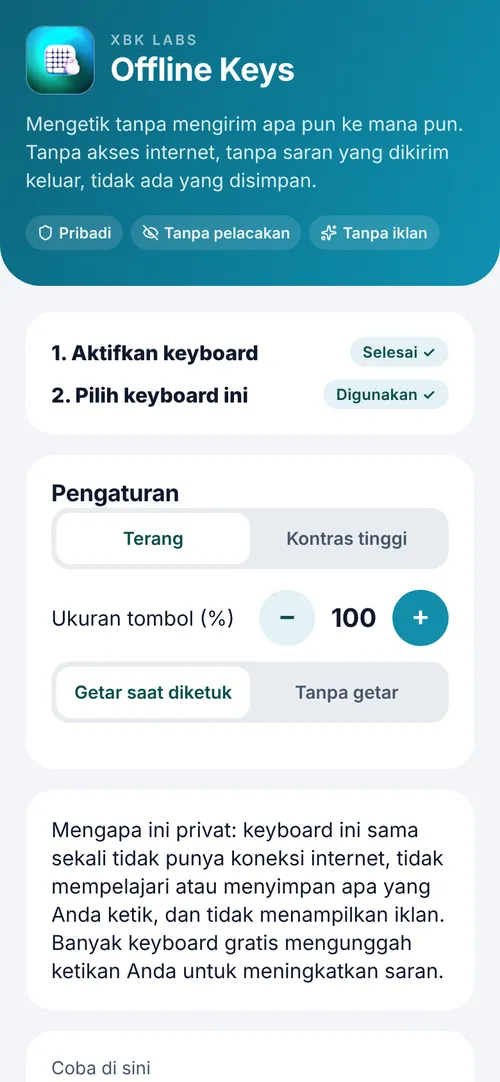 XBK LABS
Offline Keys
Mengetik tanpa mengirim apa pun ke mana pun.
Tanpa akses internet, tanpa saran yang dikirim
keluar, tidak ada yang disimpan.
Pribadi
Tanpa pelacakan
Tanpa iklan
1. Aktifkan keyboard
Selesai ✓
2. Pilih keyboard ini
Digunakan ✓
Pengaturan
Terang
Kontras tinggi
Ukuran tombol (%)
− 100 +
Getar saat diketuk
Tanpa getar
Mengapa ini privat: keyboard ini sama
sekali tidak punya koneksi internet, tidak
mempelajari atau menyimpan apa yang
Anda ketik, dan tidak menampilkan iklan.
Banyak keyboard gratis mengunggah
ketikan Anda untuk meningkatkan saran.
Coba di sini